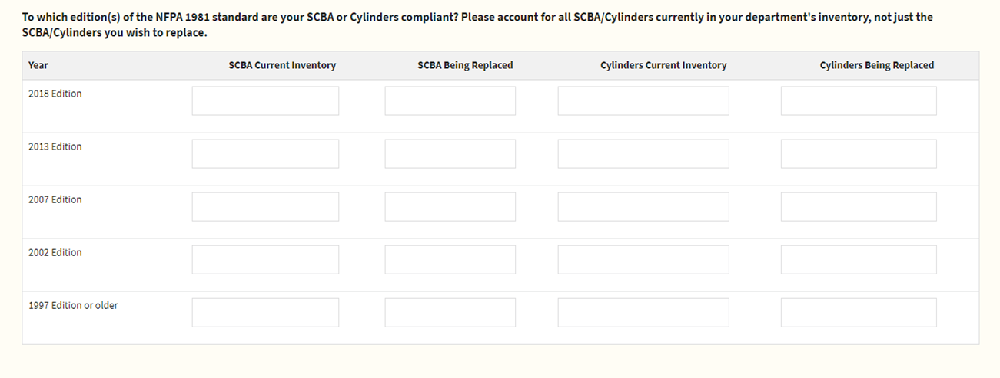 To which edition(s) of the NFPA 1981 standard are your SCBA or Cylinders compliant? Please account for all SCBA/Cylinders currently in your department's inventory, not just the
SCBA/Cylinders you wish to replace.
Year SCBA Current Inventory SCBA Being Replaced Cylinders Current Inventory Cylinders Being Replaced
2018 Edition
2013 Edition
2007 Edition
2002 Edition
1997 Edition or older